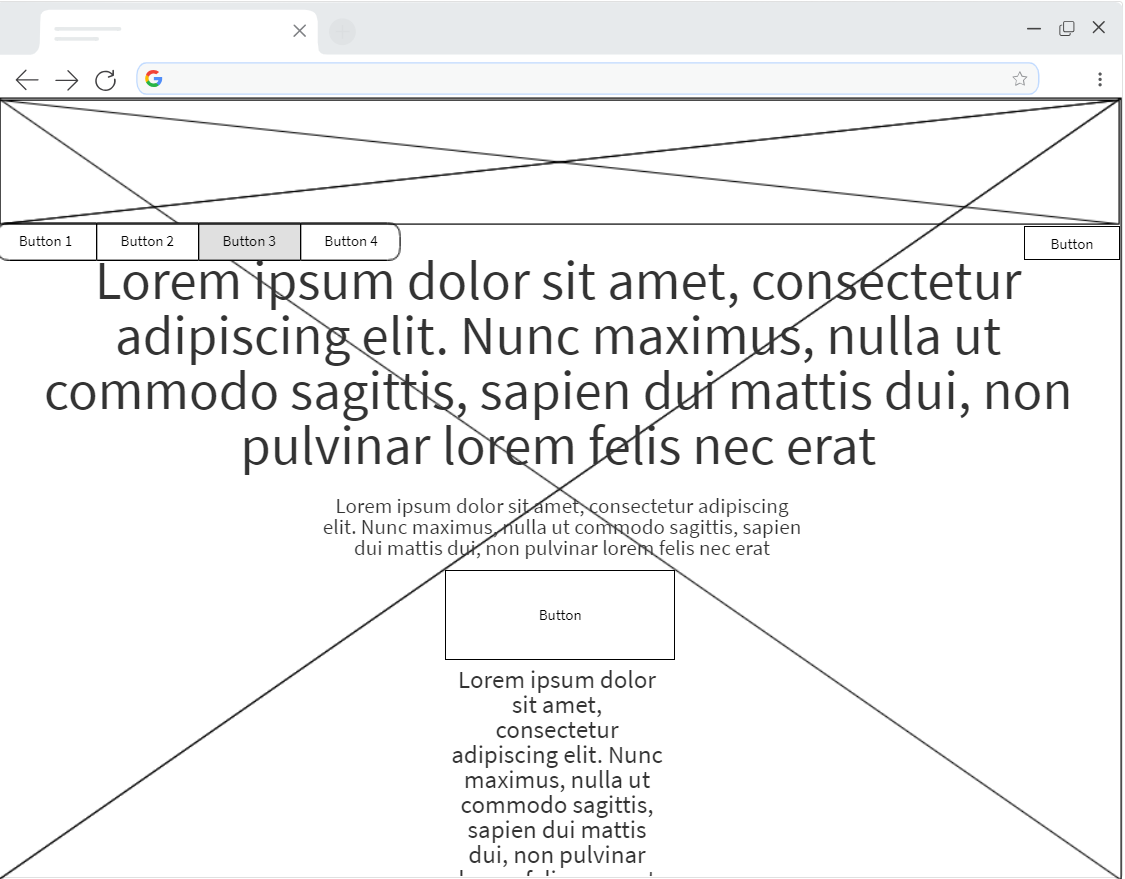 Button 1 Button 2 Button 3 Button 4 Button
Lorem ipsum dolor sit amet, consectetur
adipiscing elit. Nunc maximus, nulla ut
commodo sagittis, sapien dui mattis dui, non
pulvinar lorem felis nec erat
Lorem ipsum dolor sit amet, consectetur adipiscing
elit. Nunc maximus, nulla ut commodo sagittis, sapien
dui mattis dui, non pulvinar lorem felis nec erat
Button
Lorem ipsum dolor
sit amet,
consectetur
adipiscing elit. Nunc
maximus, nulla ut
commodo sagittis,
sapien dui mattis
dui, non pulvinar